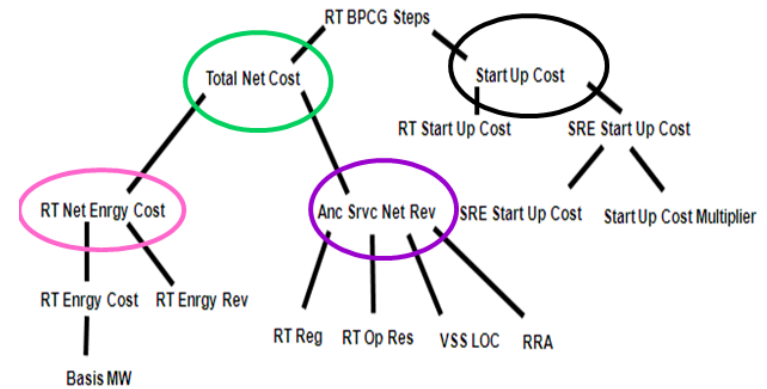 RT BPCG Steps
Total Net Cost
Start Up Cost
RT Start Up Cost
SRE Start Up Cost
RT Net Enrgy Cost
Anc Srvc Net Rev
SRE Start Up Cost
Start Up Cost Multiplier
RT Enrgy Cost
RT Enrgy Rev
RT Reg
RT Op Res
VSS LOC
RRA
Basis MW